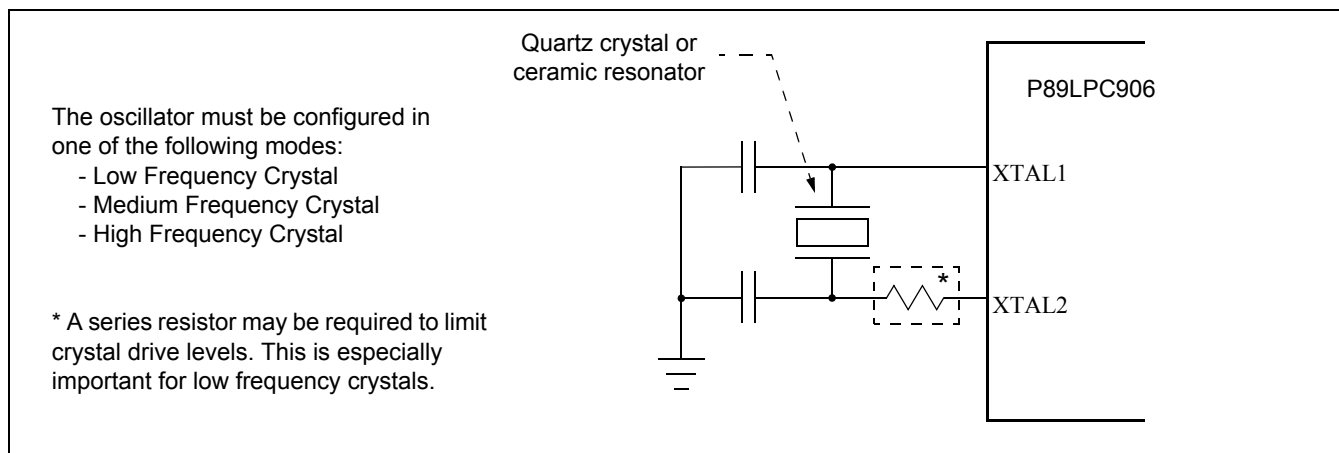 Quartz crystal or
ceramic resonator
P89LPC906
The oscillator must be configured in
one of the following modes:
- Low Frequency Crystal
- Medium Frequency Crystal
- High Frequency Crystal
XTAL1
*
XTAL2
* A series resistor may be required to limit
crystal drive levels. This is especially
important for low frequency crystals.